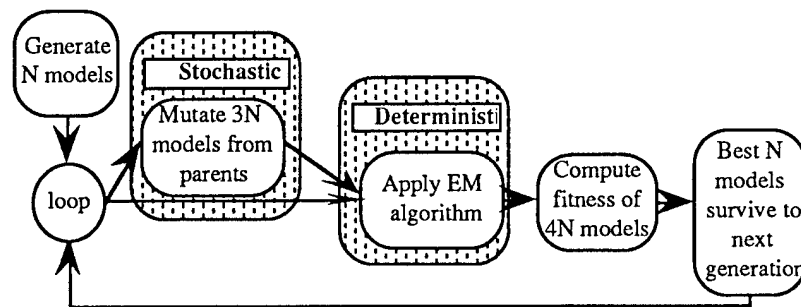 Generate
N models
loop
Stochastic
Mutate 3N
models from
parents
Deterministi
Apply EM
algorithm
Compute
fitness of
4N models
Best N
models
survive to
next
generation